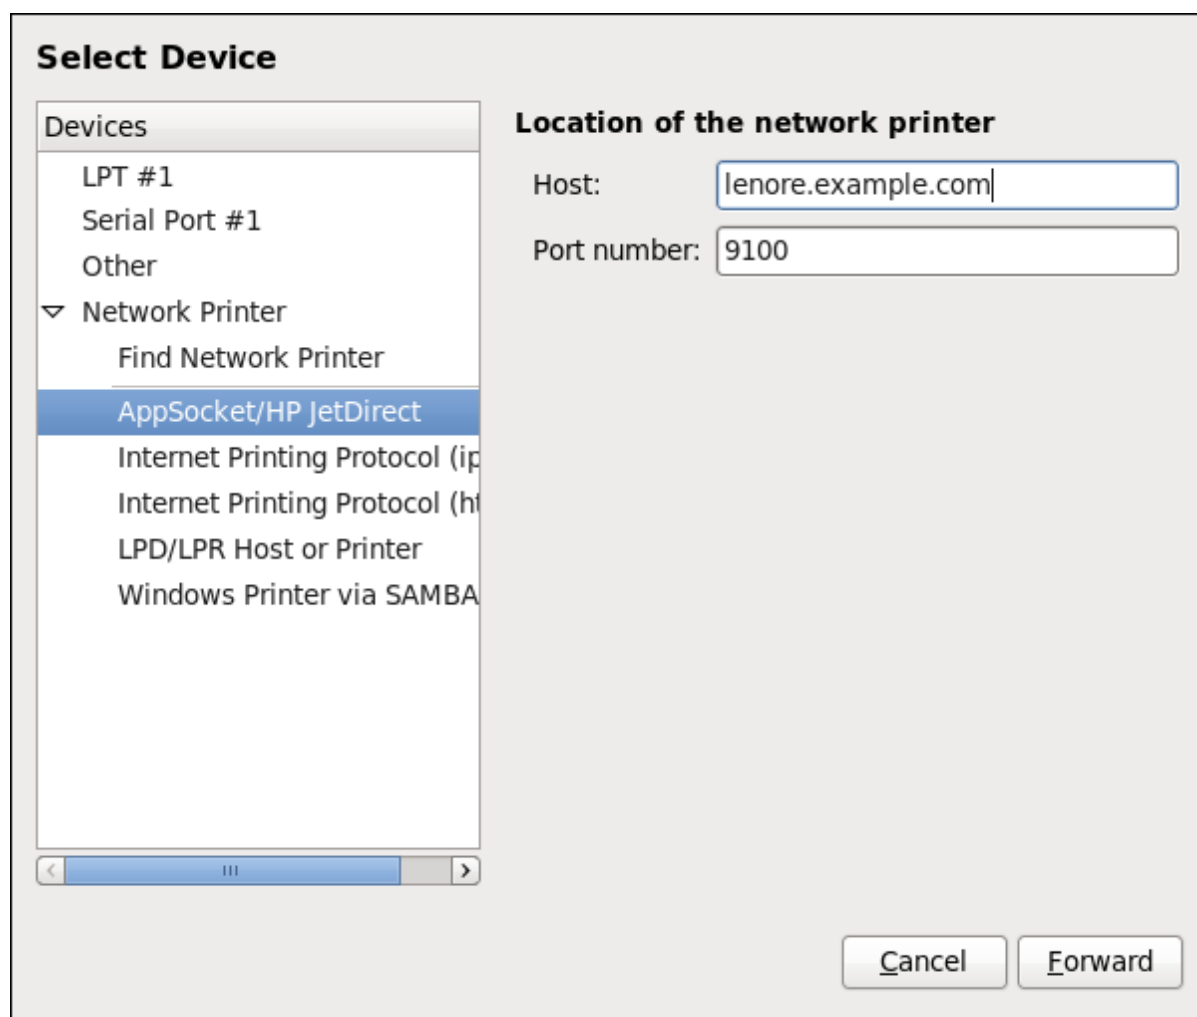 Select Device
Devices
LPT #1
Serial Port #1
Other
Network Printer
Find Network Printer
AppSocket/HP JetDirect
Internet Printing Protocol (ip
Internet Printing Protocol (ht
LPD/LPR Host or Printer
Windows Printer via SAMBA
Location of the network printer
Host: lenore.example.com
Port number: 9100
Cancel Forward